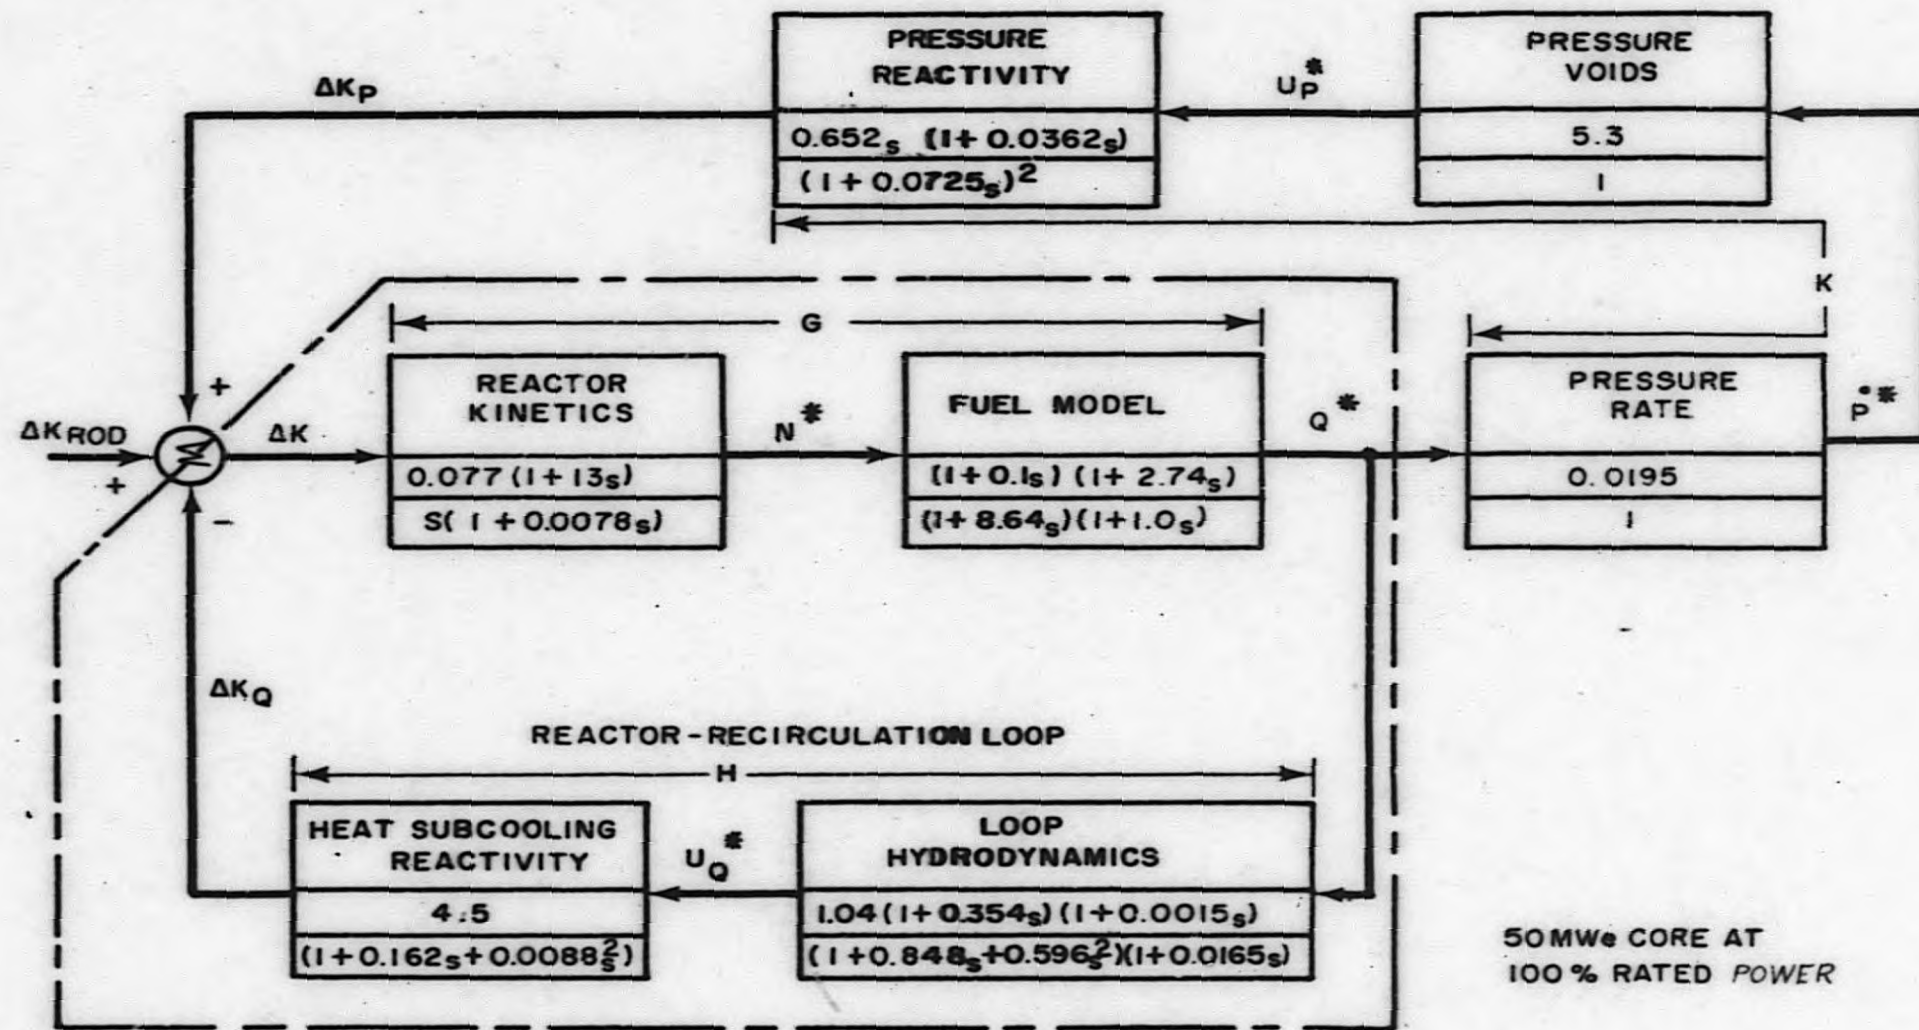 PRESSURE
REACTIVITY
0.652s (1+ 0.0362s)
(1+ 0.0725s)2
PRESSURE
VOIDS
5.3
1
ΔKP
UP*
K
G
REACTOR
KINETICS
0.077 (1+ 13s)
S( 1 + 0.0078s)
FUEL MODEL
(1+ 0.1s) (1+ 2.74s)
(1+ 8.64s)(1+1.0s)
PRESSURE
RATE
0.0195
1
ΔKROD
+
+
-
Σ
ΔK
N*
Q*
Ṗ*
ΔKQ
REACTOR-RECIRCULATION LOOP
H
HEAT SUBCOOLING
REACTIVITY
4.5
(1+0.162s+0.0088s2)
UQ*
LOOP
HYDRODYNAMICS
1.04(1+0.354s)(1+0.0015s)
(1+0.848s+0.596s2)(1+0.0165s)
50MWe CORE AT
100% RATED POWER